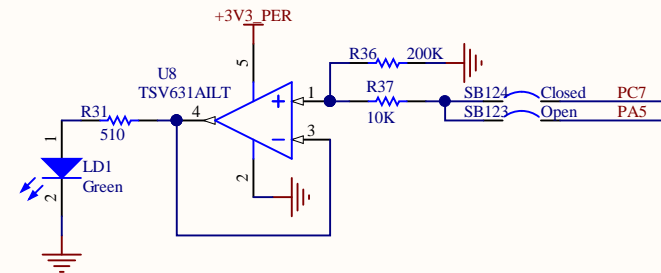 +3V3_PER
5
R36 200K
U8
TSV631AILT
1
R37
10K
SB124 Closed PC7
SB123 Open PA5
R31
510
4
3
1
2
LD1
Green
2